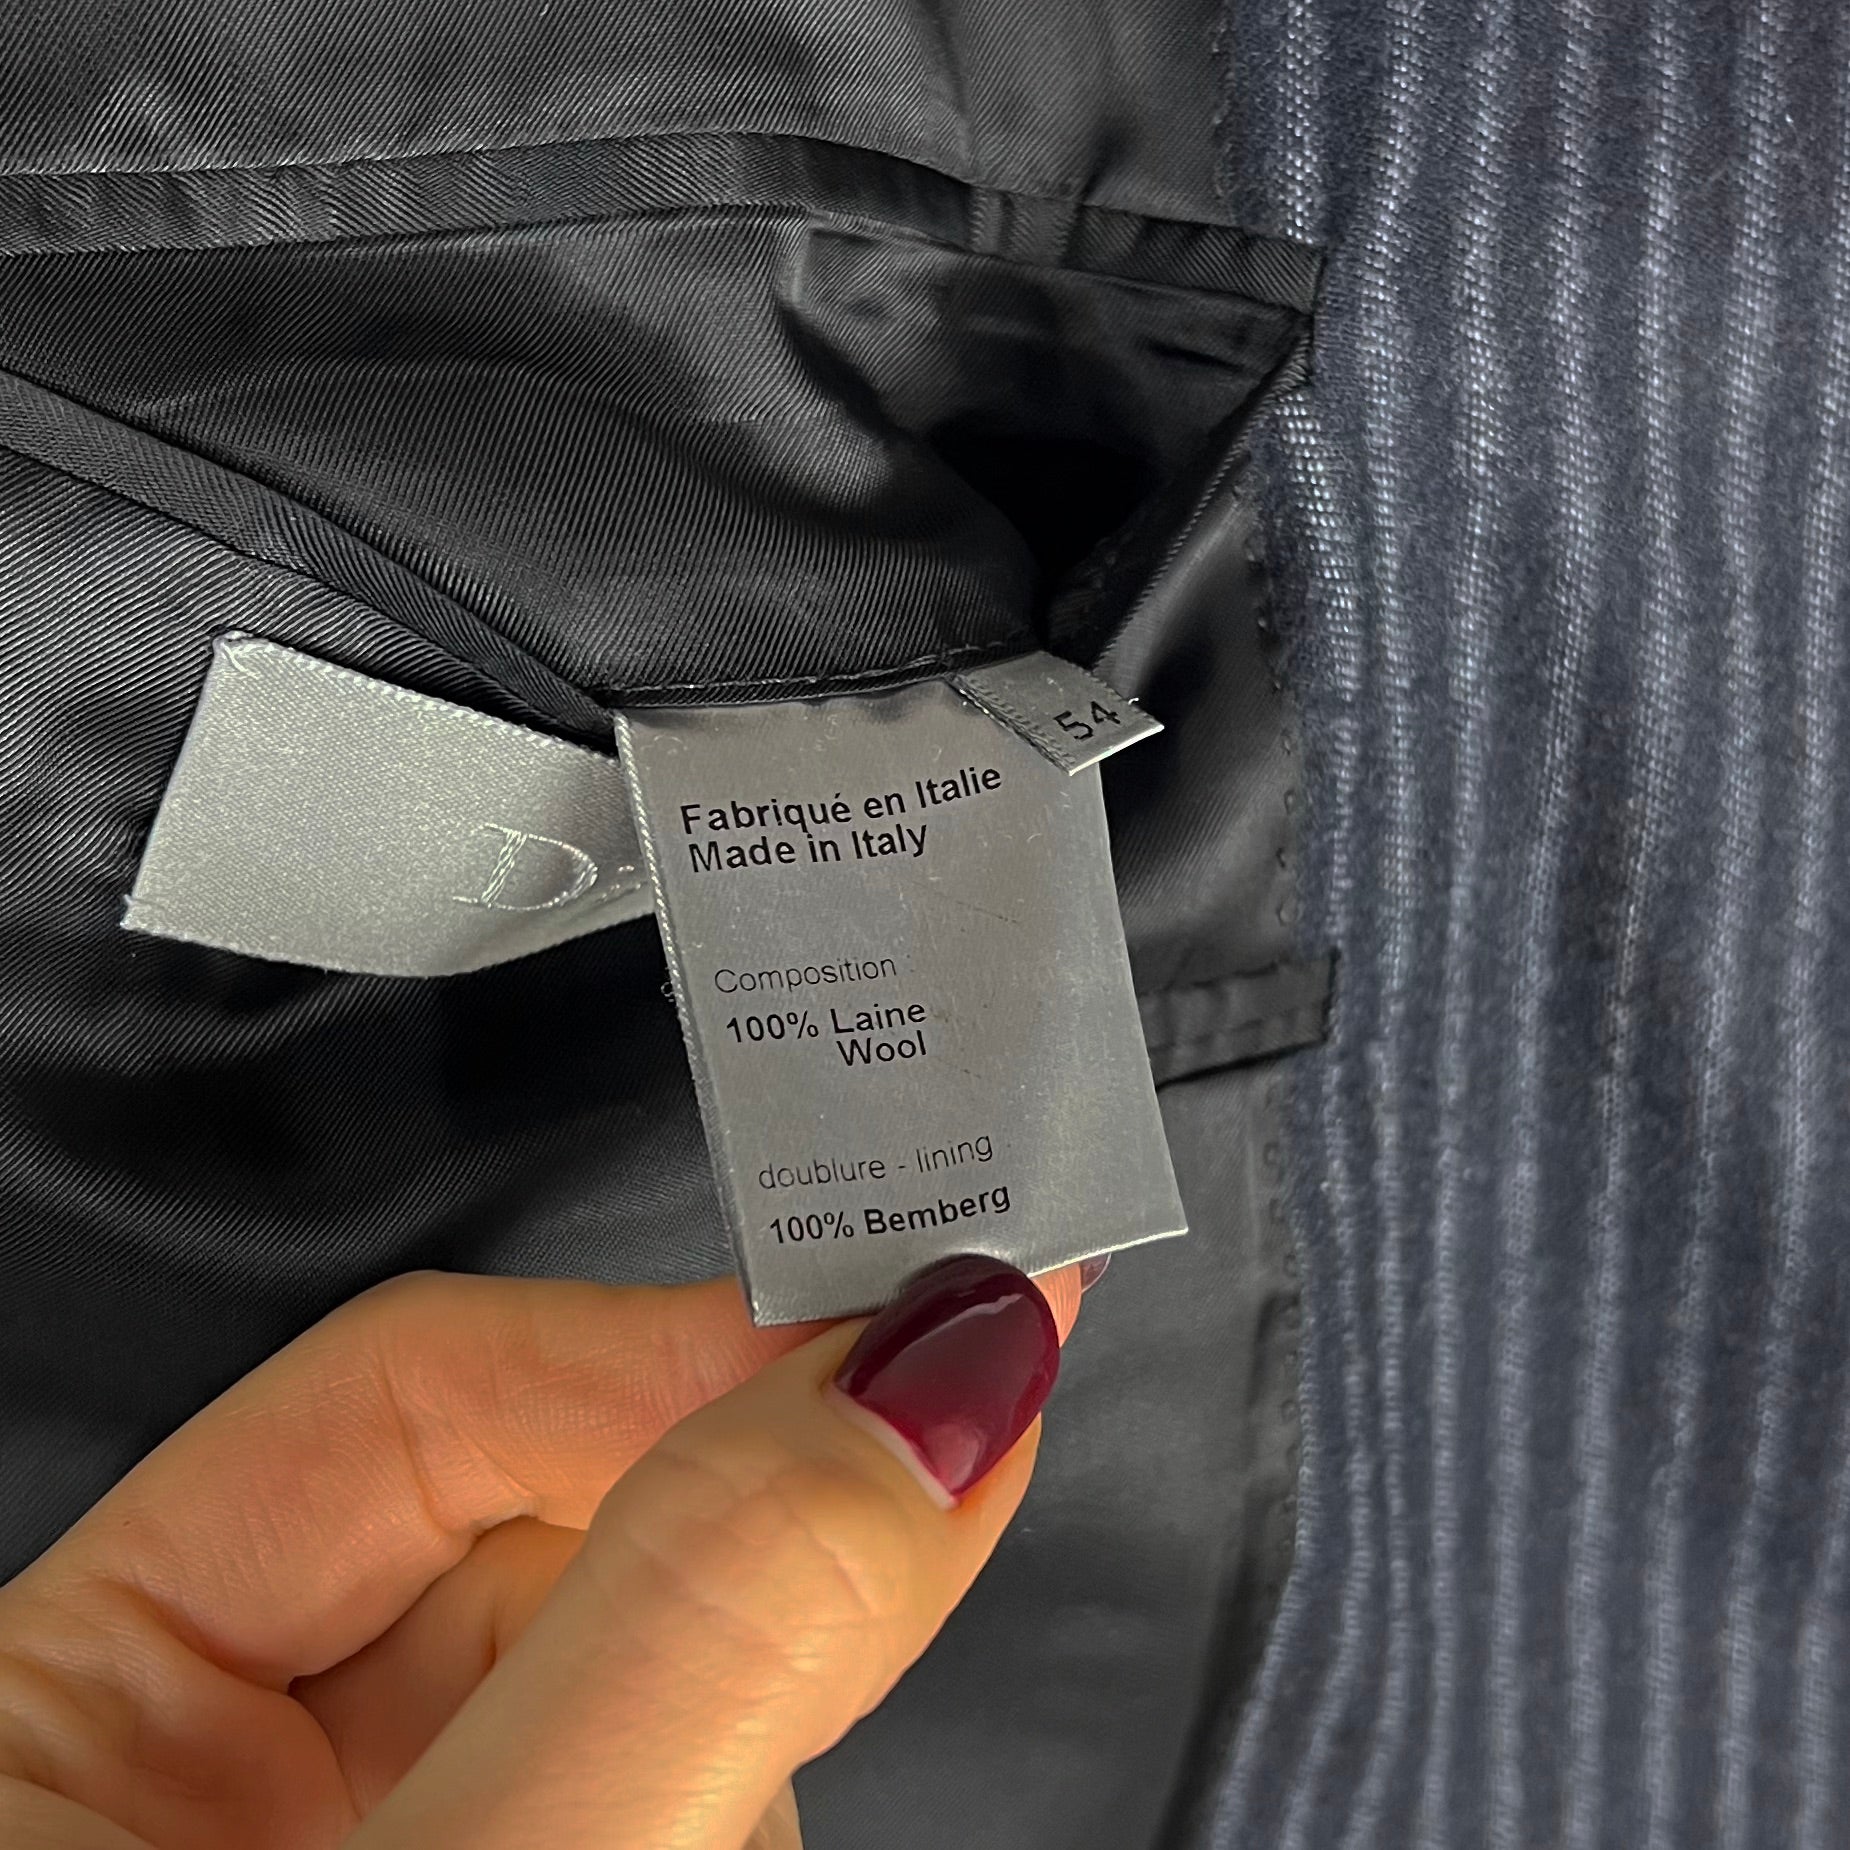 54
Fabriqué en Italie
Made in Italy
Composition :
100% Laine
Wool
doublure - lining
100% Bemberg
D